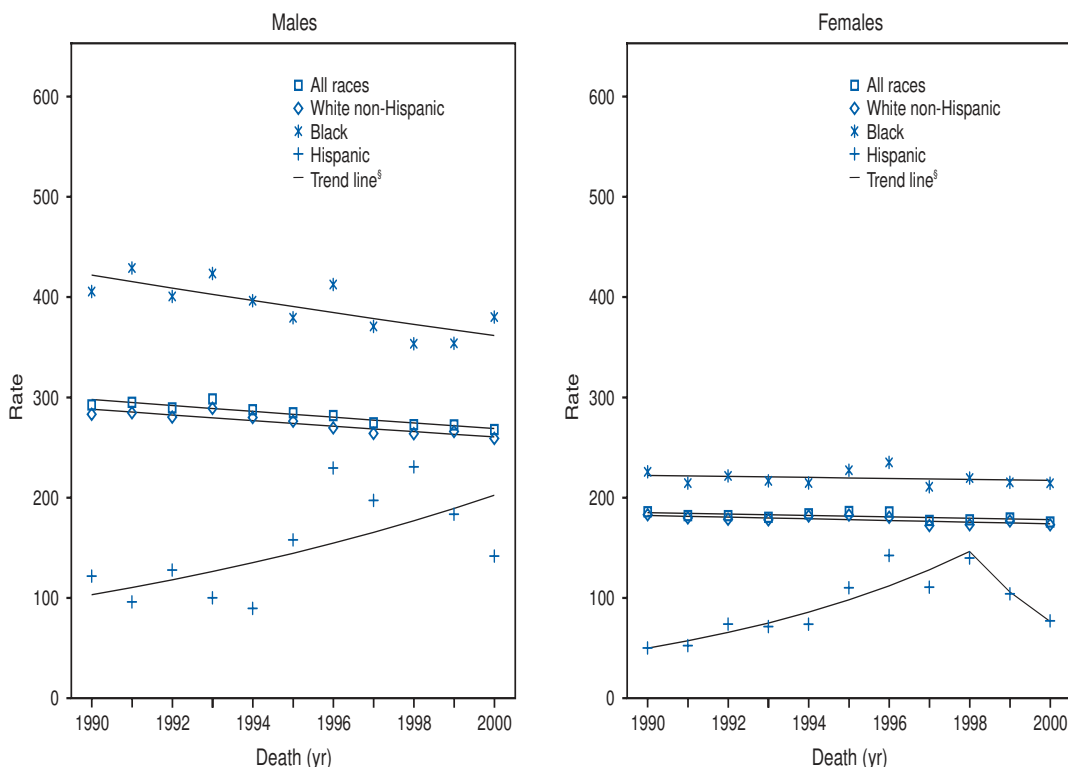 Males
All races
White non-Hispanic
Black
Hispanic
Trend line§
Rate
600
500
400
300
200
100
0
1990
1992
1994
1996
1998
2000
Death (yr)
Females
All races
White non-Hispanic
Black
Hispanic
Trend line§
Rate
600
500
400
300
200
100
0
1990
1992
1994
1996
1998
2000
Death (yr)